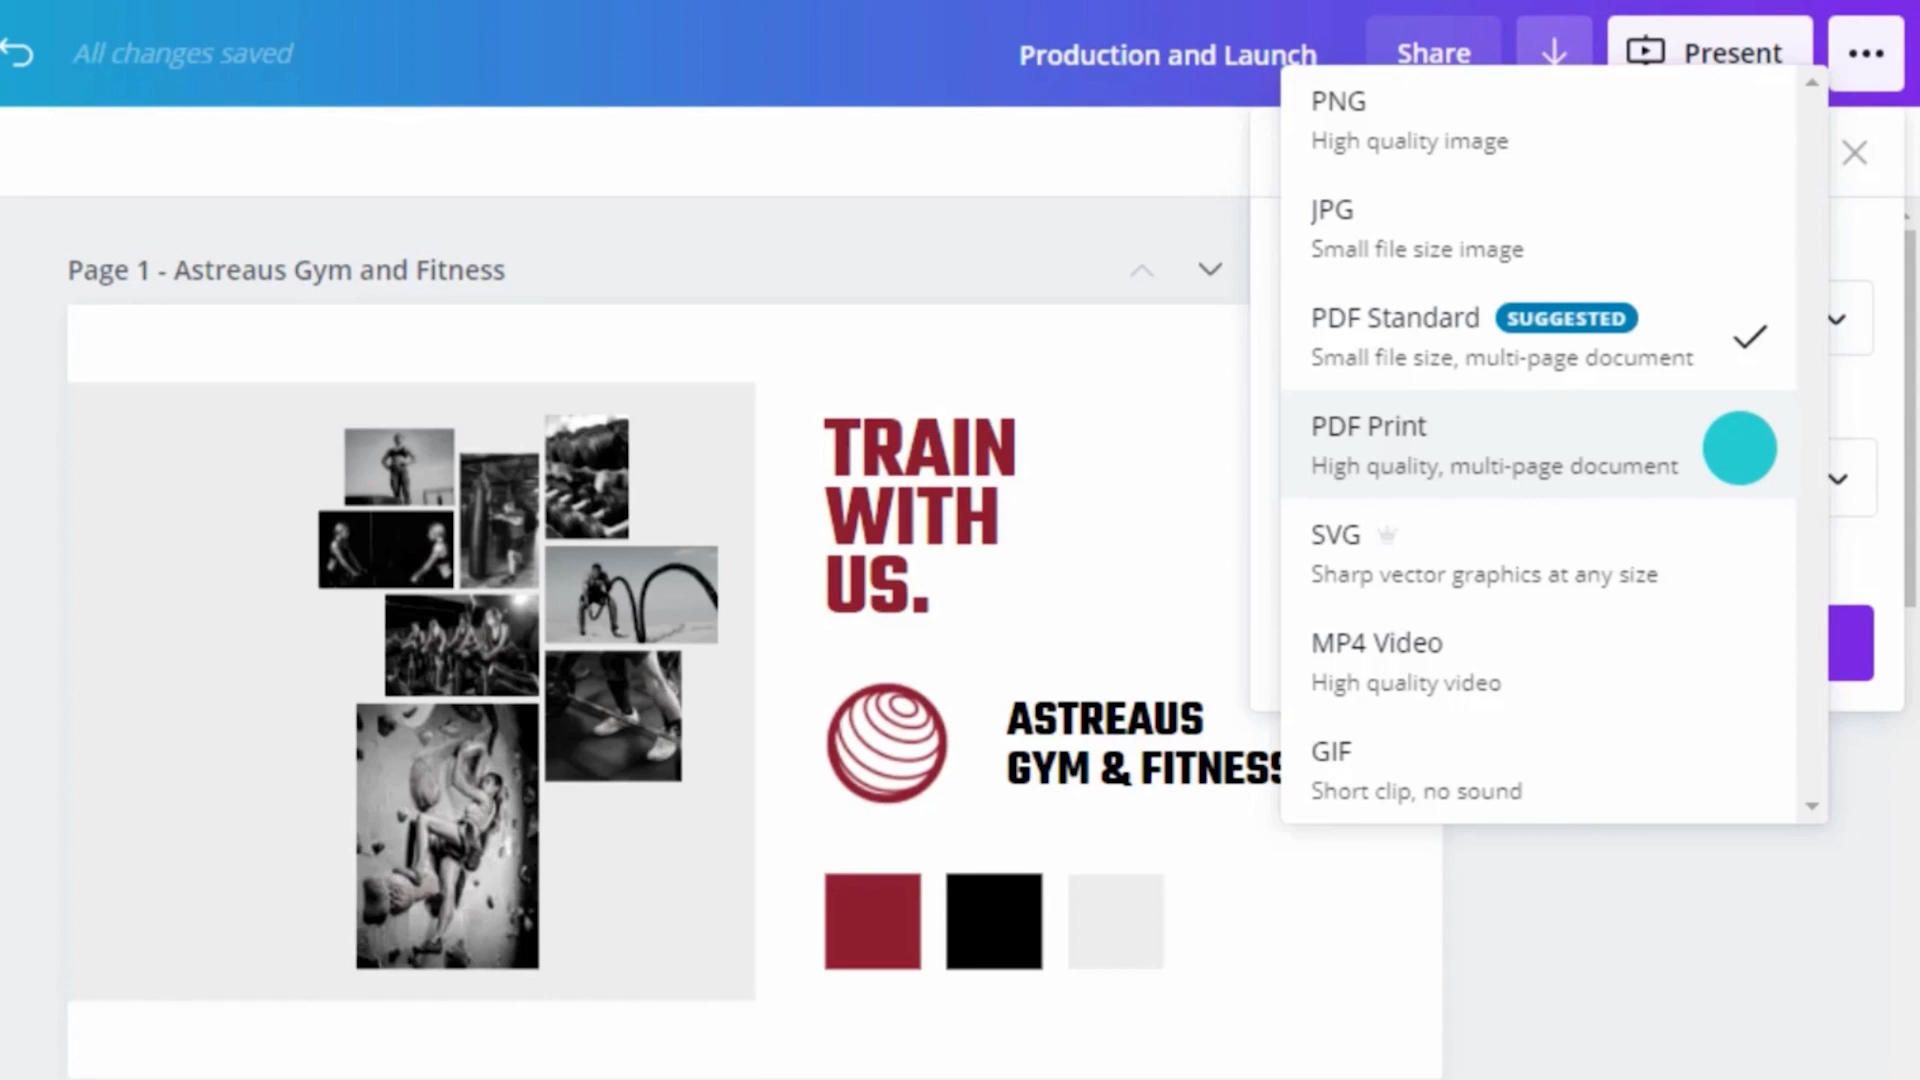 All changes saved
Production and Launch
Share
Present
Page 1 - Astreaus Gym and Fitness
TRAIN
WITH
US.
ASTREAUS
GYM & FITNESS
PNG
High quality image
JPG
Small file size image
PDF Standard SUGGESTED
Small file size, multi-page document
PDF Print
High quality, multi-page document
SVG
Sharp vector graphics at any size
MP4 Video
High quality video
GIF
Short clip, no sound